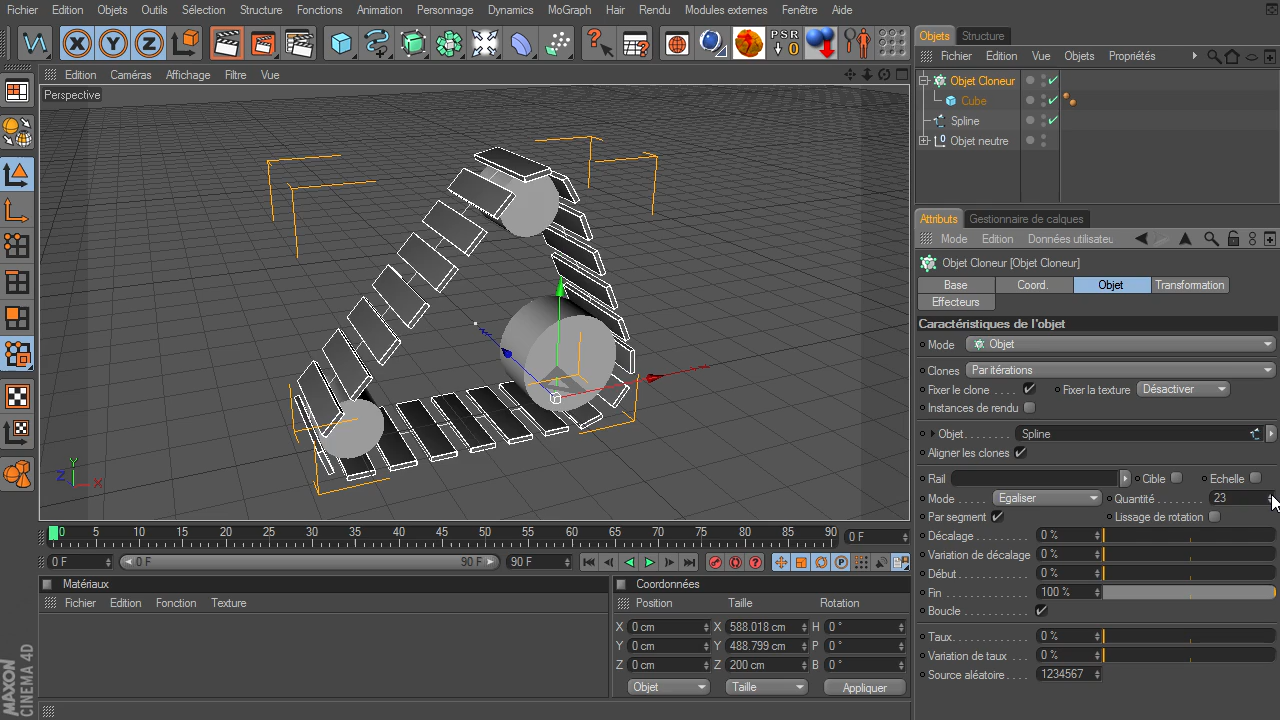 Fichier Edition Objets Outils Sélection Structure Fonctions Animation Personnage Dynamics MoGraph Hair Rendu Modules externes Fenêtre Aide
X Y Z PSR 0
Edition Caméras Affichage Filtre Vue
Perspective
Y
Z X
0 5 10 15 20 25 30 35 40 45 50 55 60 65 70 75 80 85 90 0 F
0 F 0 F 90 F 90 F
Matériaux
Fichier Edition Fonction Texture
Coordonnées
Position Taille Rotation
X 0 cm X 588.018 cm H 0 °
Y 0 cm Y 488.799 cm P 0 °
Z 0 cm Z 200 cm B 0 °
Objet Taille Appliquer
MAXON
CINEMA 4D
Objets Structure
Fichier Edition Vue Objets Propriétés
Objet Cloneur
Cube
Spline
Objet neutre
Attributs Gestionnaire de calques
Mode Edition Données utilisateu
Objet Cloneur [Objet Cloneur]
Base Coord. Objet Transformation
Effecteurs
Caractéristiques de l'objet
Mode Objet
Clones Par itérations
Fixer le clone . . . . Fixer la texture Désactiver
Instances de rendu
Objet. . . . . . . . Spline
Aligner les clones
Rail Cible Echelle
Mode . . . . . Egaliser Quantité . . . . . . . . 23
Par segment Lissage de rotation
Décalage . . . . . . . . . 0 %
Variation de décalage 0 %
Début . . . . . . . . . . . . 0 %
Fin . . . . . . . . . . . . . . 100 %
Boucle . . . . . . . . . . .
Taux. . . . . . . . . . . . . 0 %
Variation de taux . . . 0 %
Source aléatoire . . . . 1234567